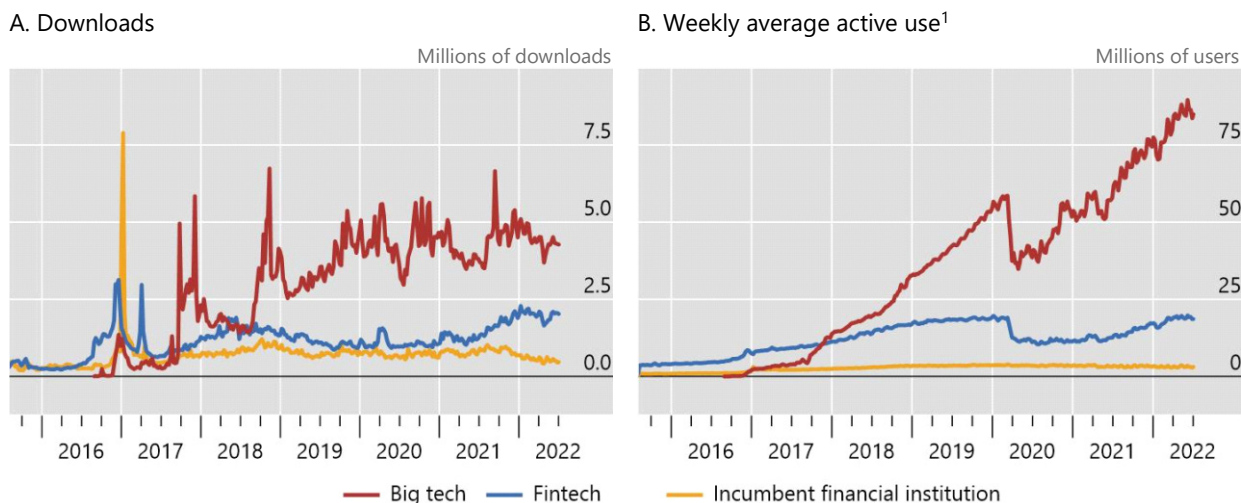 A. Downloads
Millions of downloads
7.5
5.0
2.5
0.0
2016 2017 2018 2019 2020 2021 2022
B. Weekly average active use1
Millions of users
75
50
25
0
2016 2017 2018 2019 2020 2021 2022
Big tech Fintech Incumbent financial institution